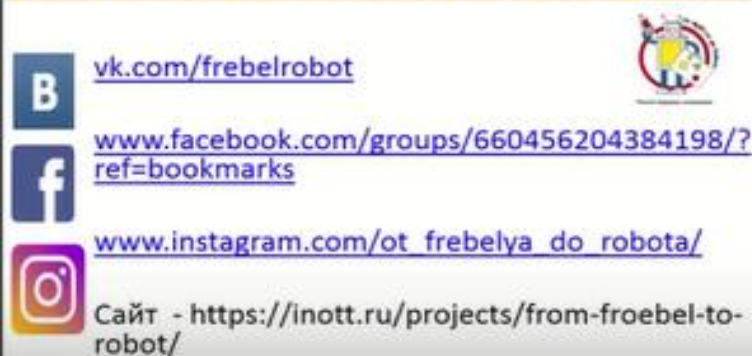 vk.com/frebelrobot
www.facebook.com/groups/660456204384198/?
ref=bookmarks
www.instagram.com/ot_frebelya_do_robota/
Сайт - https://inott.ru/projects/from-froebel-to-
robot/